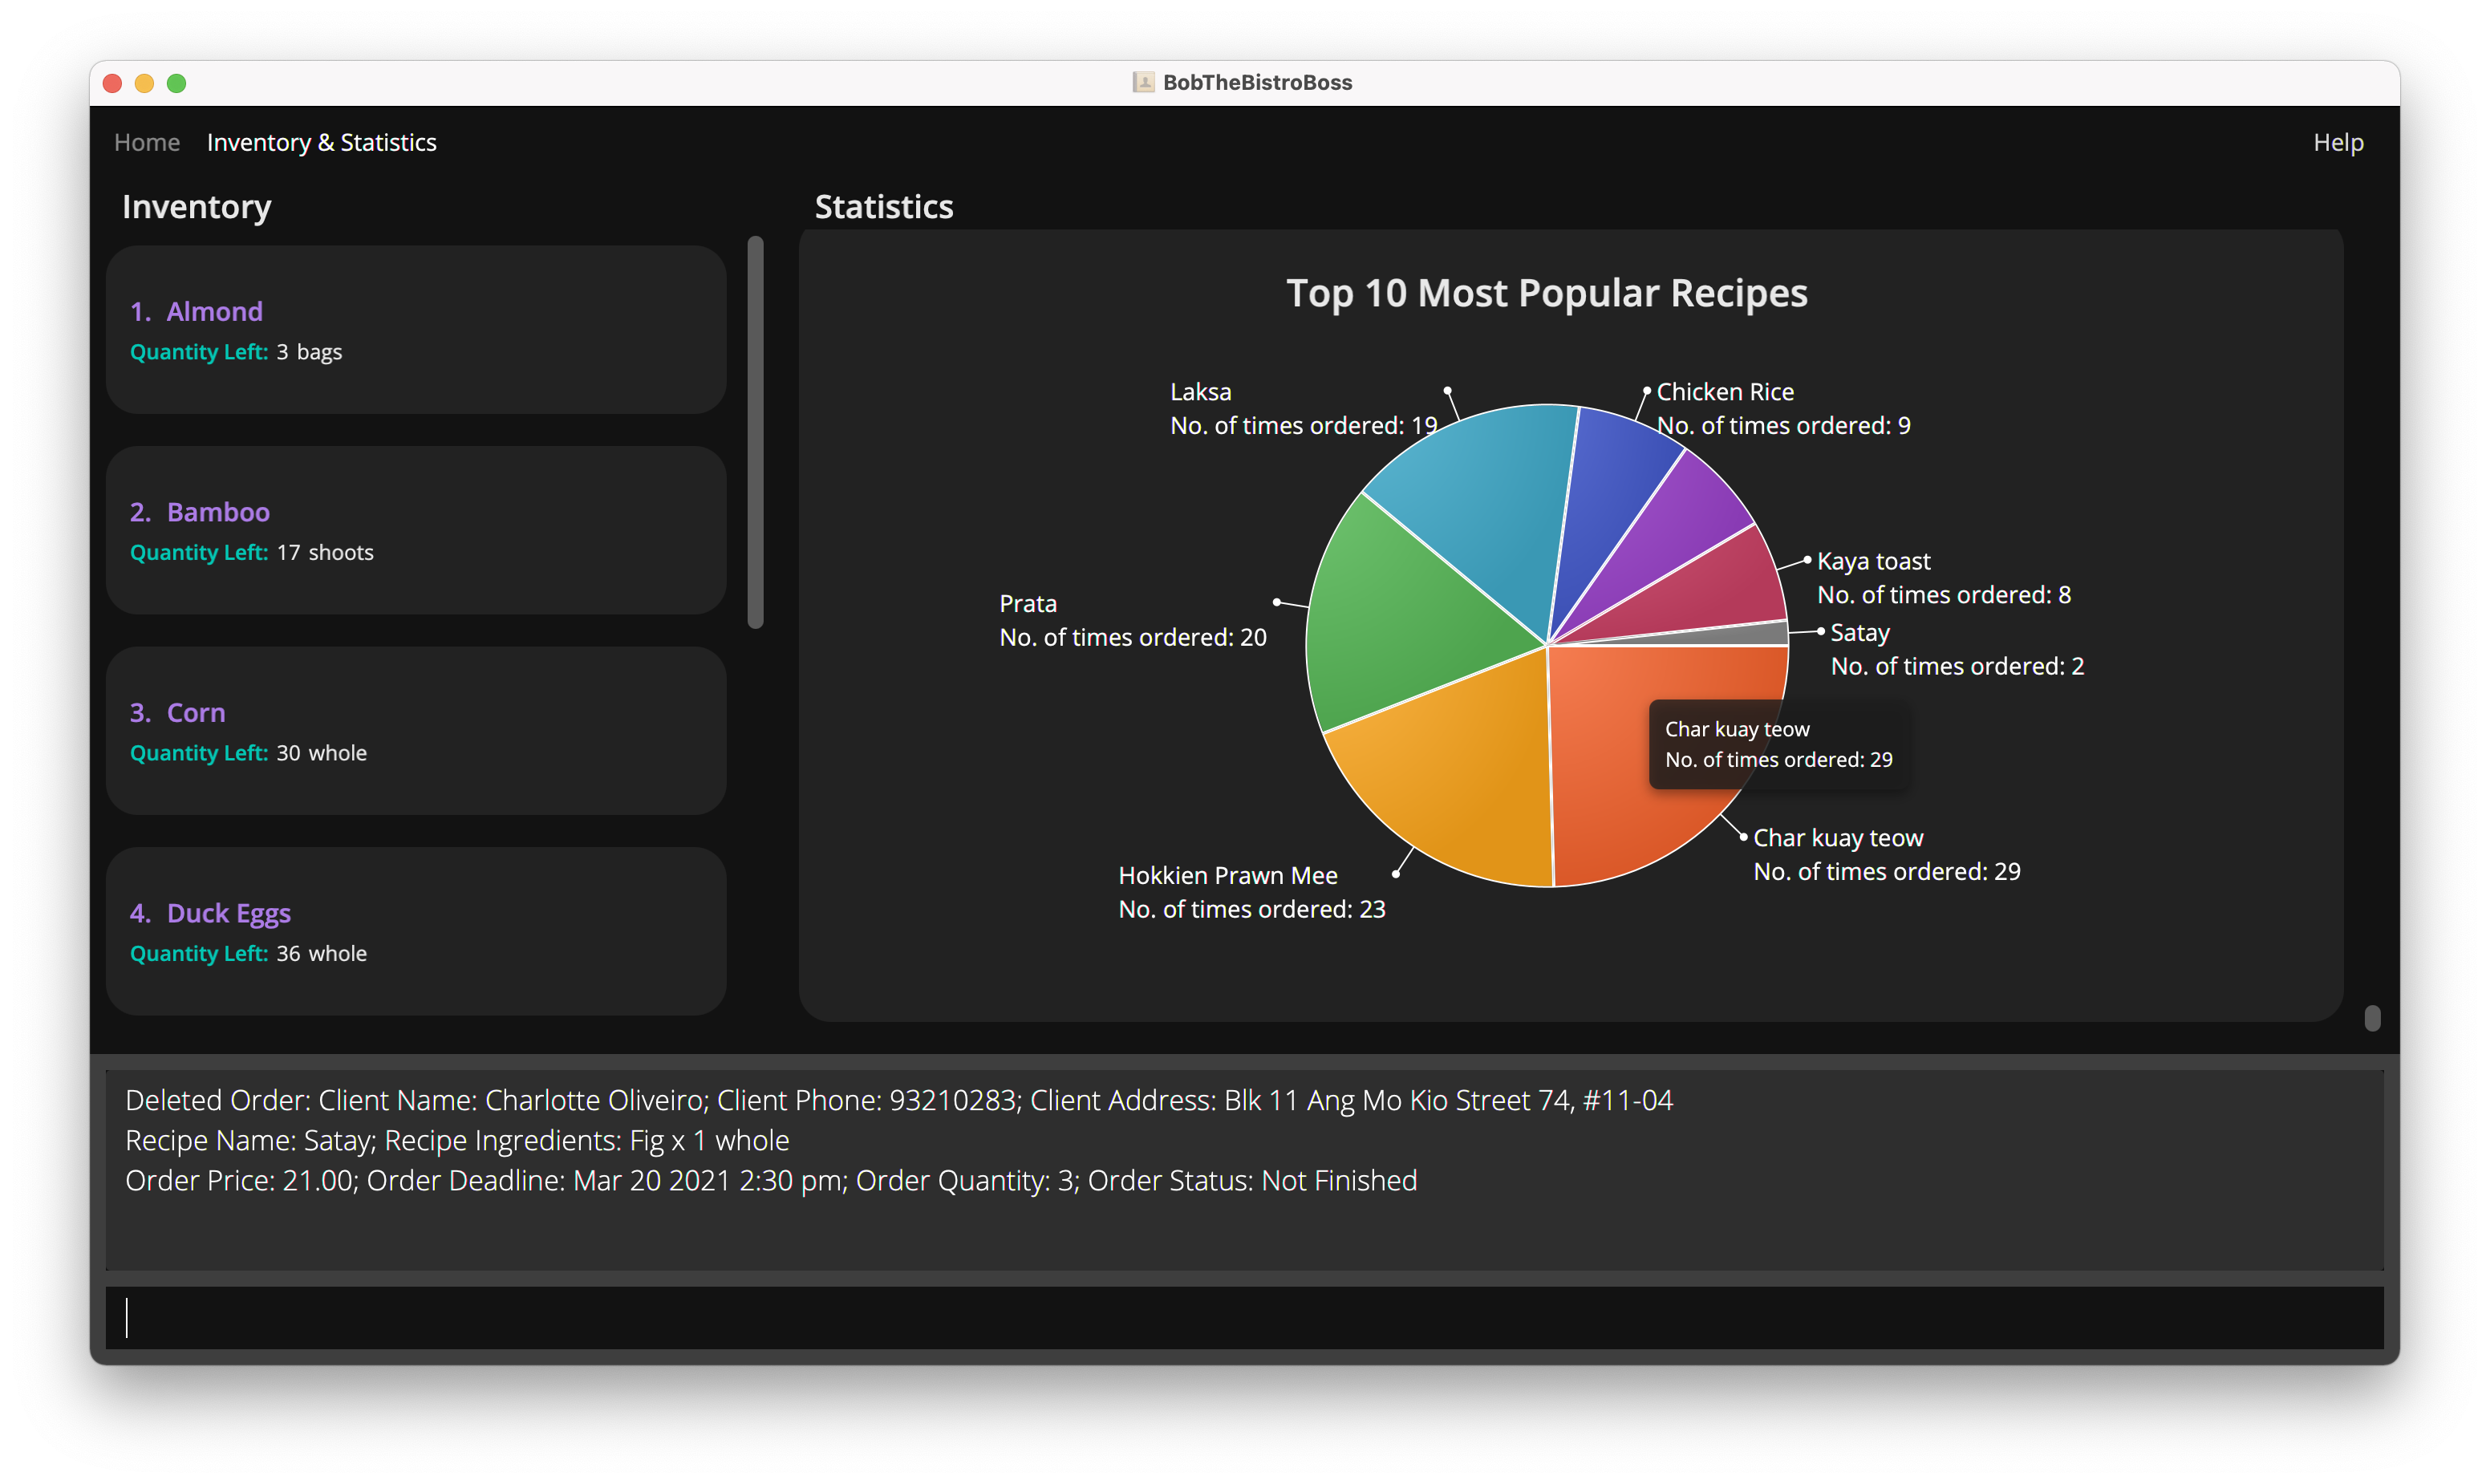 BobTheBistroBoss
Home Inventory & Statistics Help
Inventory
1. Almond
Quantity Left: 3 bags
2. Bamboo
Quantity Left: 17 shoots
3. Corn
Quantity Left: 30 whole
4. Duck Eggs
Quantity Left: 36 whole
Statistics
Top 10 Most Popular Recipes
Laksa
No. of times ordered: 19
Chicken Rice
No. of times ordered: 9
Kaya toast
No. of times ordered: 8
Satay
No. of times ordered: 2
Prata
No. of times ordered: 20
Char kuay teow
No. of times ordered: 29
Char kuay teow
No. of times ordered: 29
Hokkien Prawn Mee
No. of times ordered: 23
Deleted Order: Client Name: Charlotte Oliveiro; Client Phone: 93210283; Client Address: Blk 11 Ang Mo Kio Street 74, #11-04
Recipe Name: Satay; Recipe Ingredients: Fig x 1 whole
Order Price: 21.00; Order Deadline: Mar 20 2021 2:30 pm; Order Quantity: 3; Order Status: Not Finished